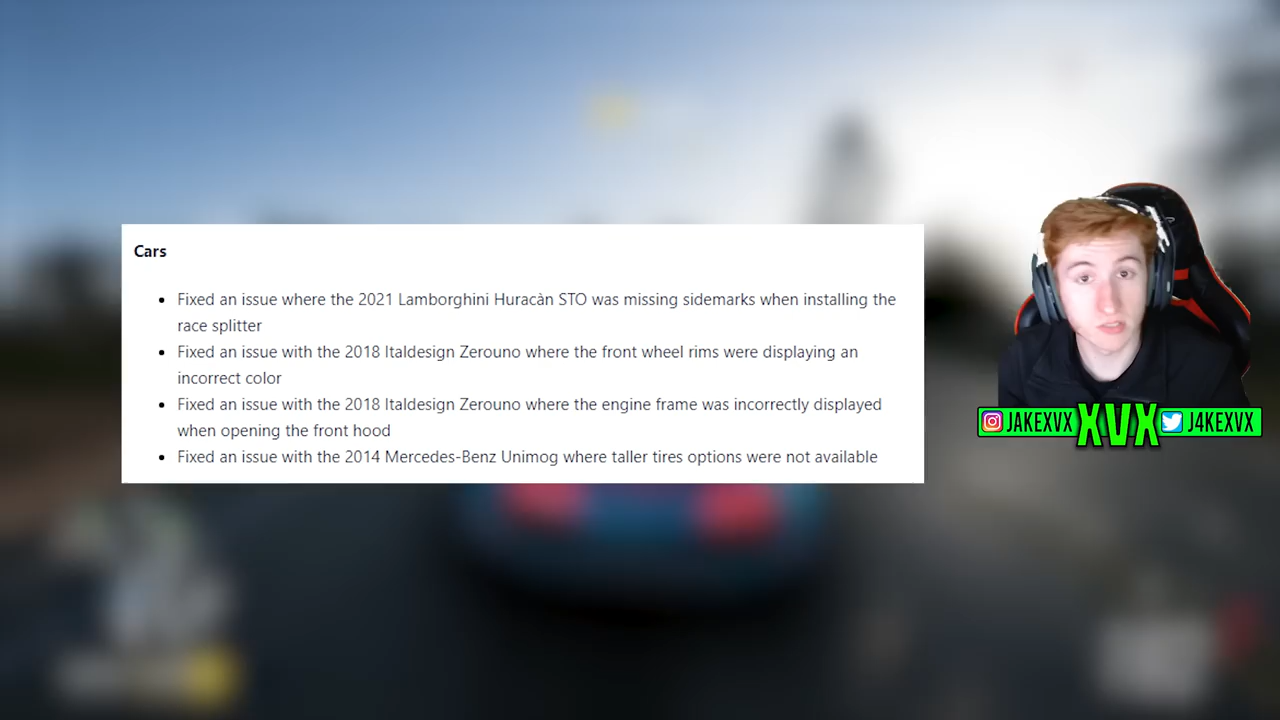 Cars
Fixed an issue where the 2021 Lamborghini Huracàn STO was missing sidemarks when installing the
race splitter
Fixed an issue with the 2018 Italdesign Zerouno where the front wheel rims were displaying an
incorrect color
Fixed an issue with the 2018 Italdesign Zerouno where the engine frame was incorrectly displayed
when opening the front hood
Fixed an issue with the 2014 Mercedes-Benz Unimog where taller tires options were not available
JAKEXVX XVX J4KEXVX